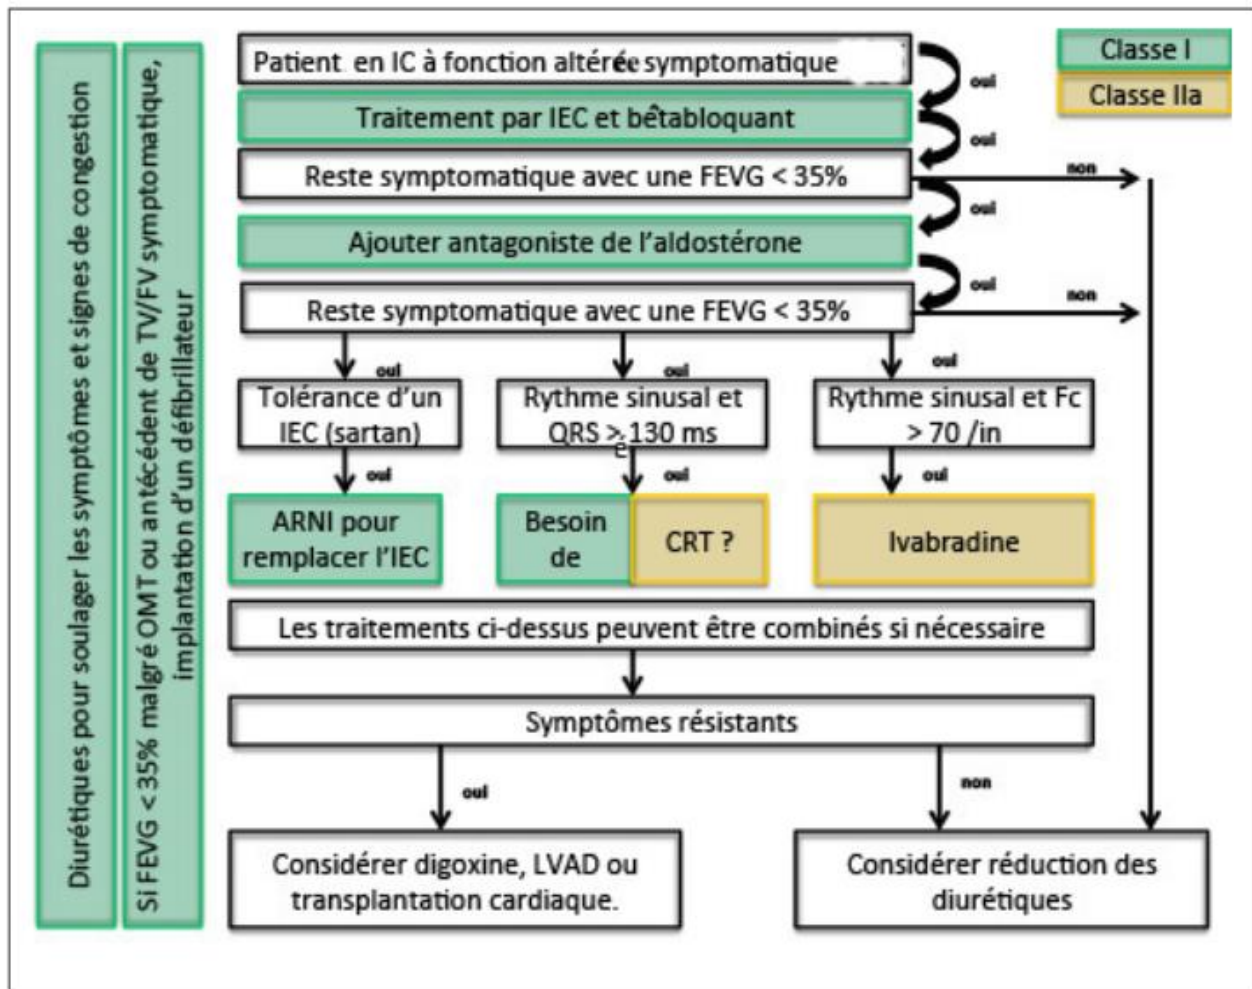 Diurétiques pour soulager les symptômes et signes de congestion
Si FEVG < 35% malgré OMT ou antécédent de TV/FV symptomatique,
implantation d'un défibrillateur
Patient en IC à fonction altérée symptomatique
oui
Classe I
Classe IIa
Traitement par IEC et bêtabloquant
oui
Reste symptomatique avec une FEVG < 35%
non
oui
Ajouter antagoniste de l'aldostérone
oui
Reste symptomatique avec une FEVG < 35%
non
oui
oui
oui
Tolérance d'un
IEC (sartan)
Rythme sinusal et
QRS > 130 ms
Rythme sinusal et Fc
> 70 /in
oui
oui
oui
ARNI pour
remplacer l'IEC
Besoin
de
CRT ?
Ivabradine
Les traitements ci-dessus peuvent être combinés si nécessaire
Symptômes résistants
oui
non
Considérer digoxine, LVAD ou
transplantation cardiaque.
Considérer réduction des
diurétiques